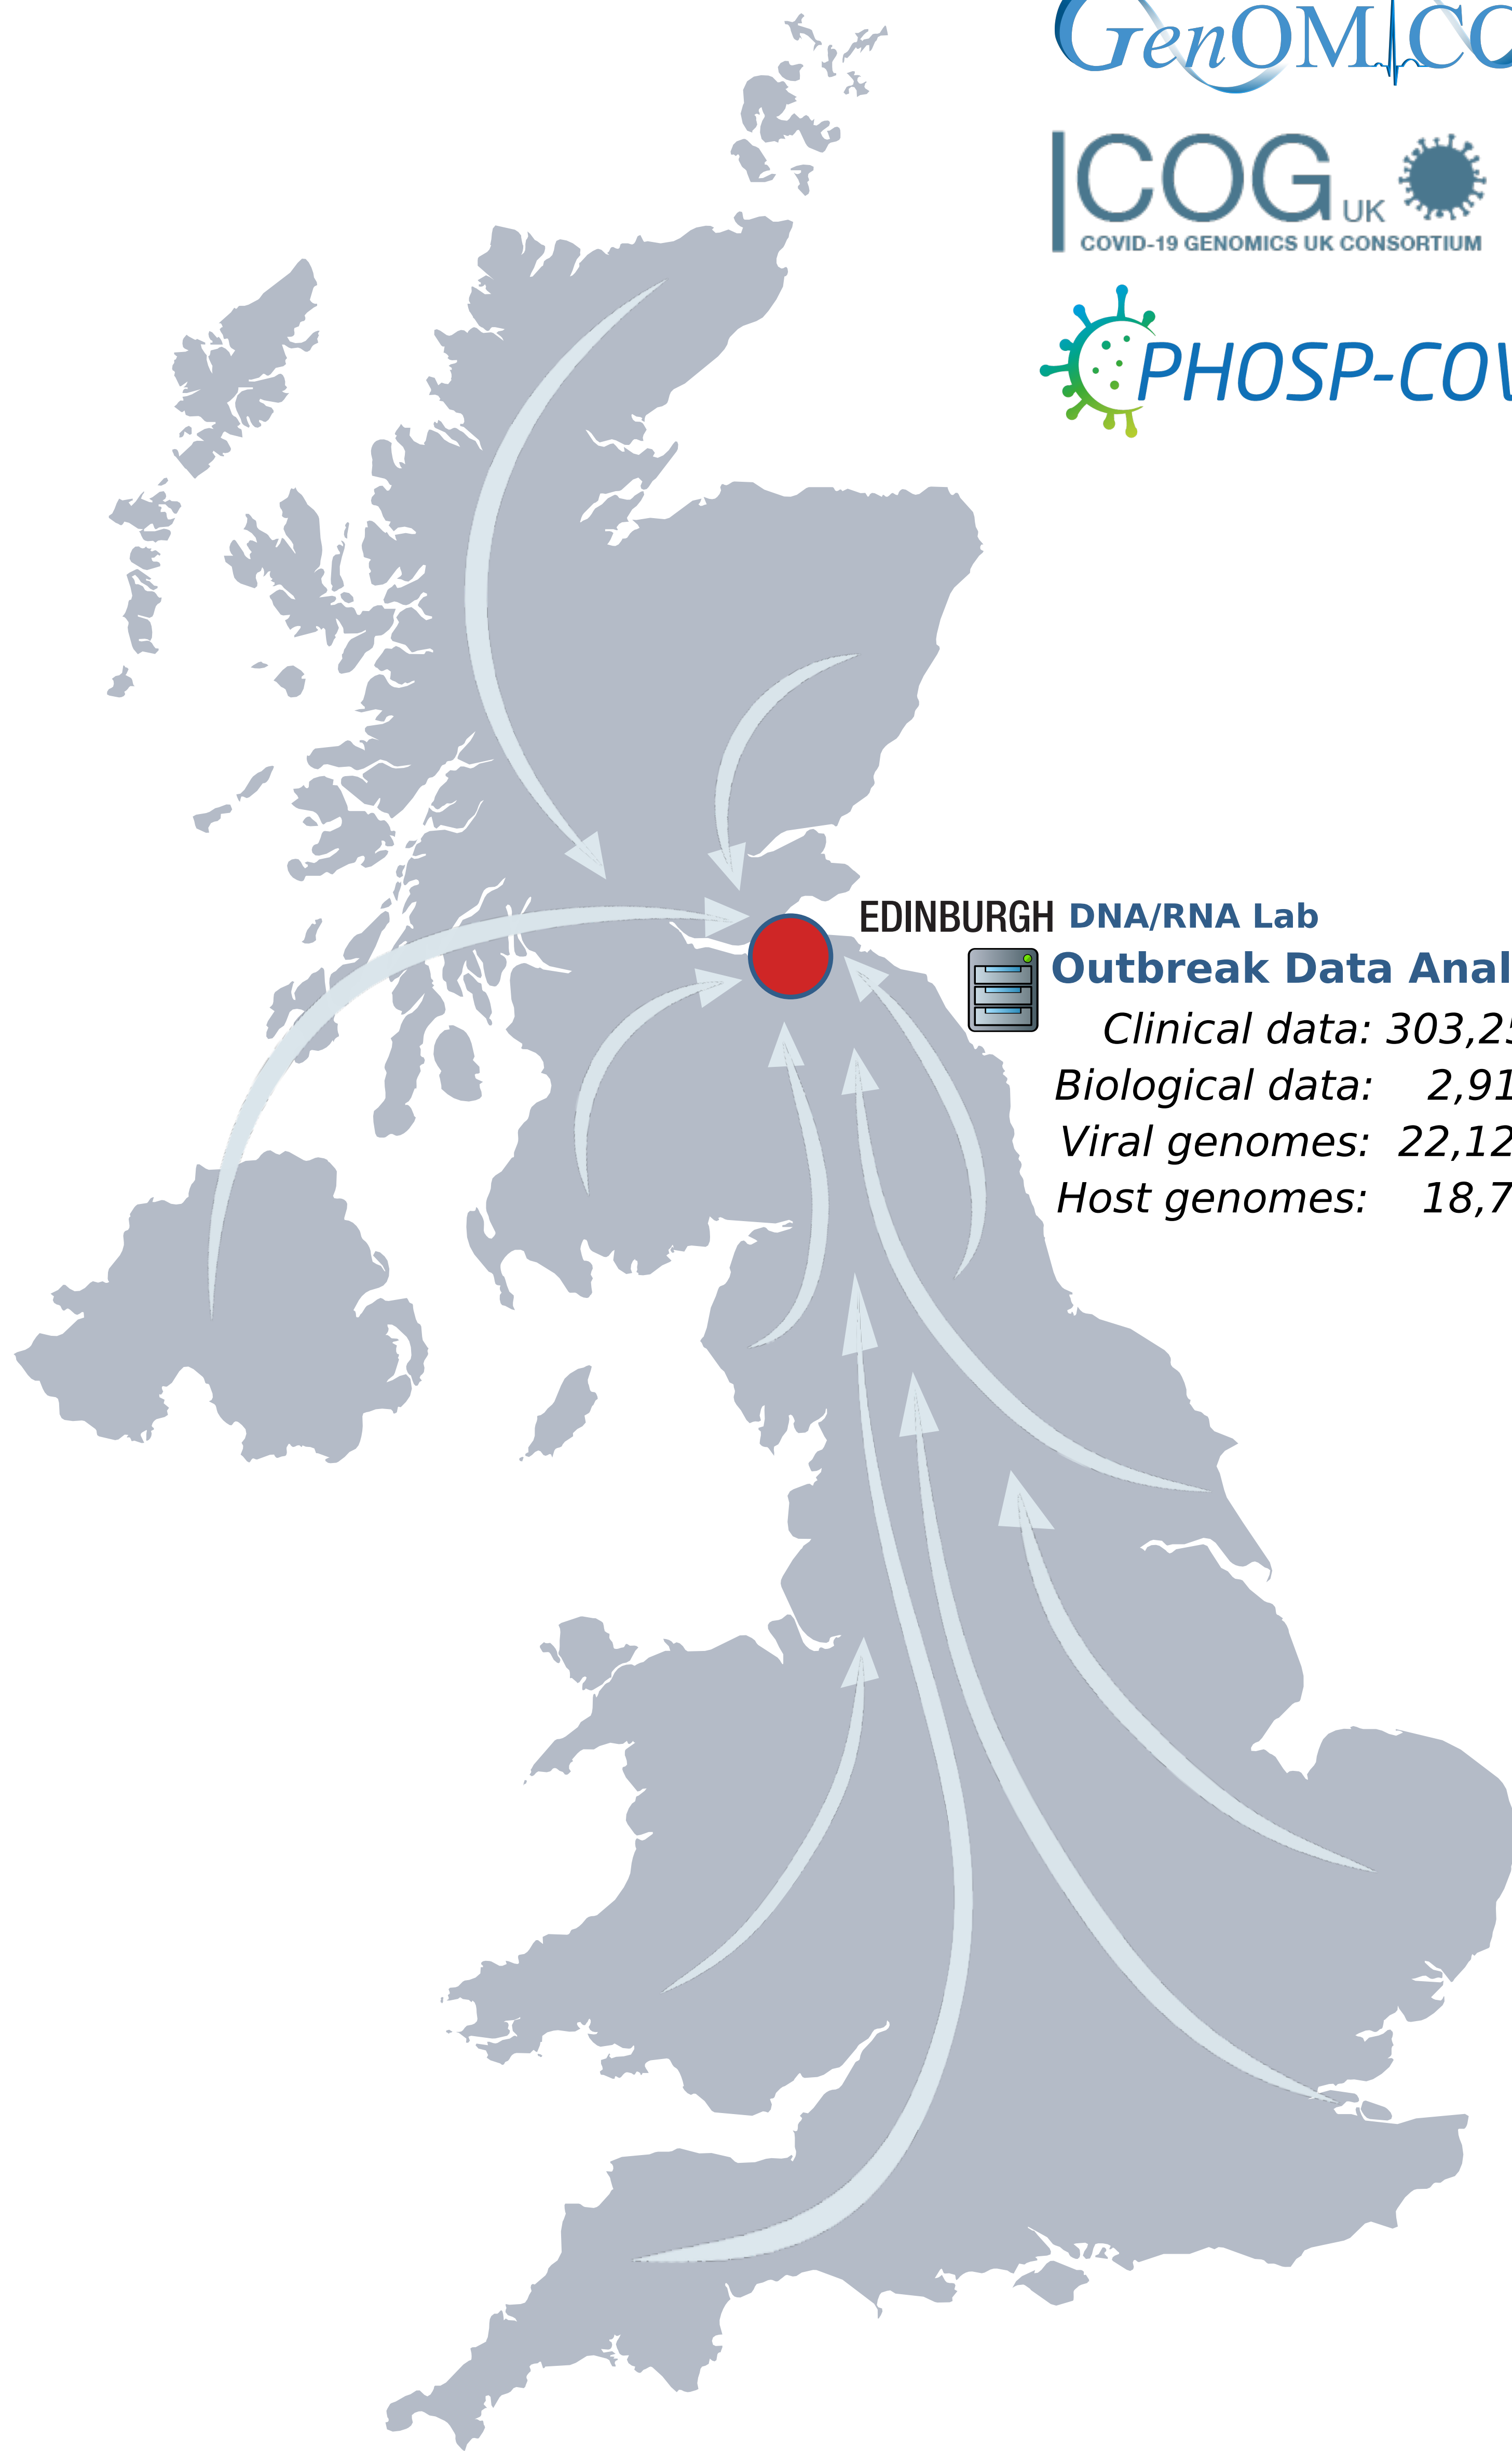 GenOMICC
COG UK
COVID-19 GENOMICS UK CONSORTIUM
PHOSP-COV
EDINBURGH DNA/RNA Lab
Outbreak Data Anal
Clinical data: 303,25
Biological data: 2,91
Viral genomes: 22,12
Host genomes: 18,7